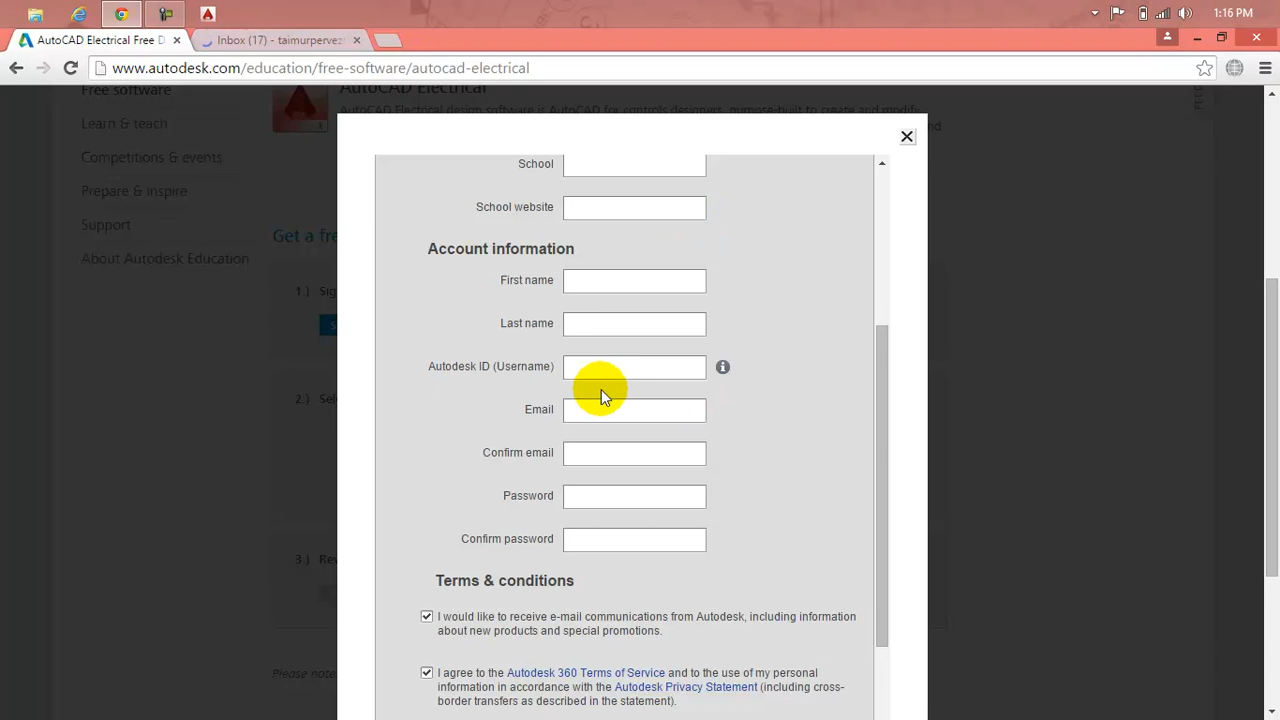 1:16 PM
AutoCAD Electrical Free D
Inbox (17) - taimurpervez
www.autodesk.com/education/free-software/autocad-electrical
Free software
Learn & teach
Competitions & events
Prepare & inspire
Support
About Autodesk Education
AutoCAD Electrical
AutoCAD Electrical design software is AutoCAD for controls designers, purpose-built to create and modify
nd
Get a fre
1.) Sig
S
2.) Sel
3.) Rev
Please note
School
School website
Account information
First name
Last name
Autodesk ID (Username)
Email
Confirm email
Password
Confirm password
Terms & conditions
I would like to receive e-mail communications from Autodesk, including information
about new products and special promotions.
I agree to the Autodesk 360 Terms of Service and to the use of my personal
information in accordance with the Autodesk Privacy Statement (including cross-
border transfers as described in the statement).